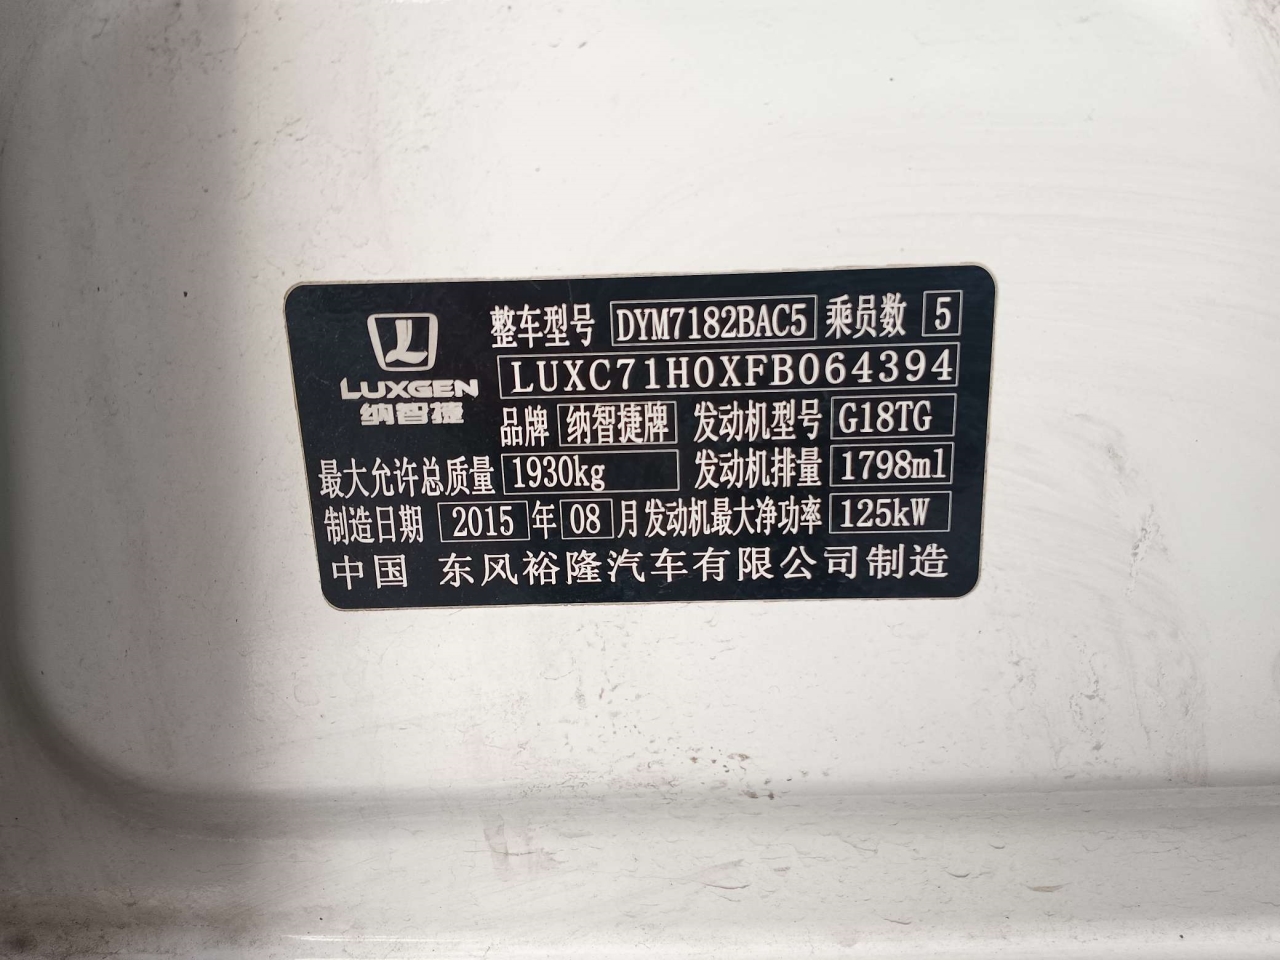 整车型号 DYM7182BAC5 乘员数 5
LUXC71H0XFB064394
LUXGEN
纳智捷
品牌 纳智捷牌 发动机型号 G18TG
最大允许总质量 1930kg 发动机排量 1798ml
制造日期 2015 年 08 月 发动机最大净功率 125kW
中国 东风裕隆汽车有限公司制造